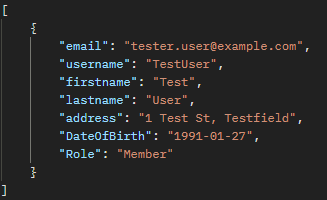 [
{
"email": "tester.user@example.com",
"username": "TestUser",
"firstname": "Test",
"lastname": "User",
"address": "1 Test St, Testfield",
"DateOfBirth": "1991-01-27",
"Role": "Member"
}
]